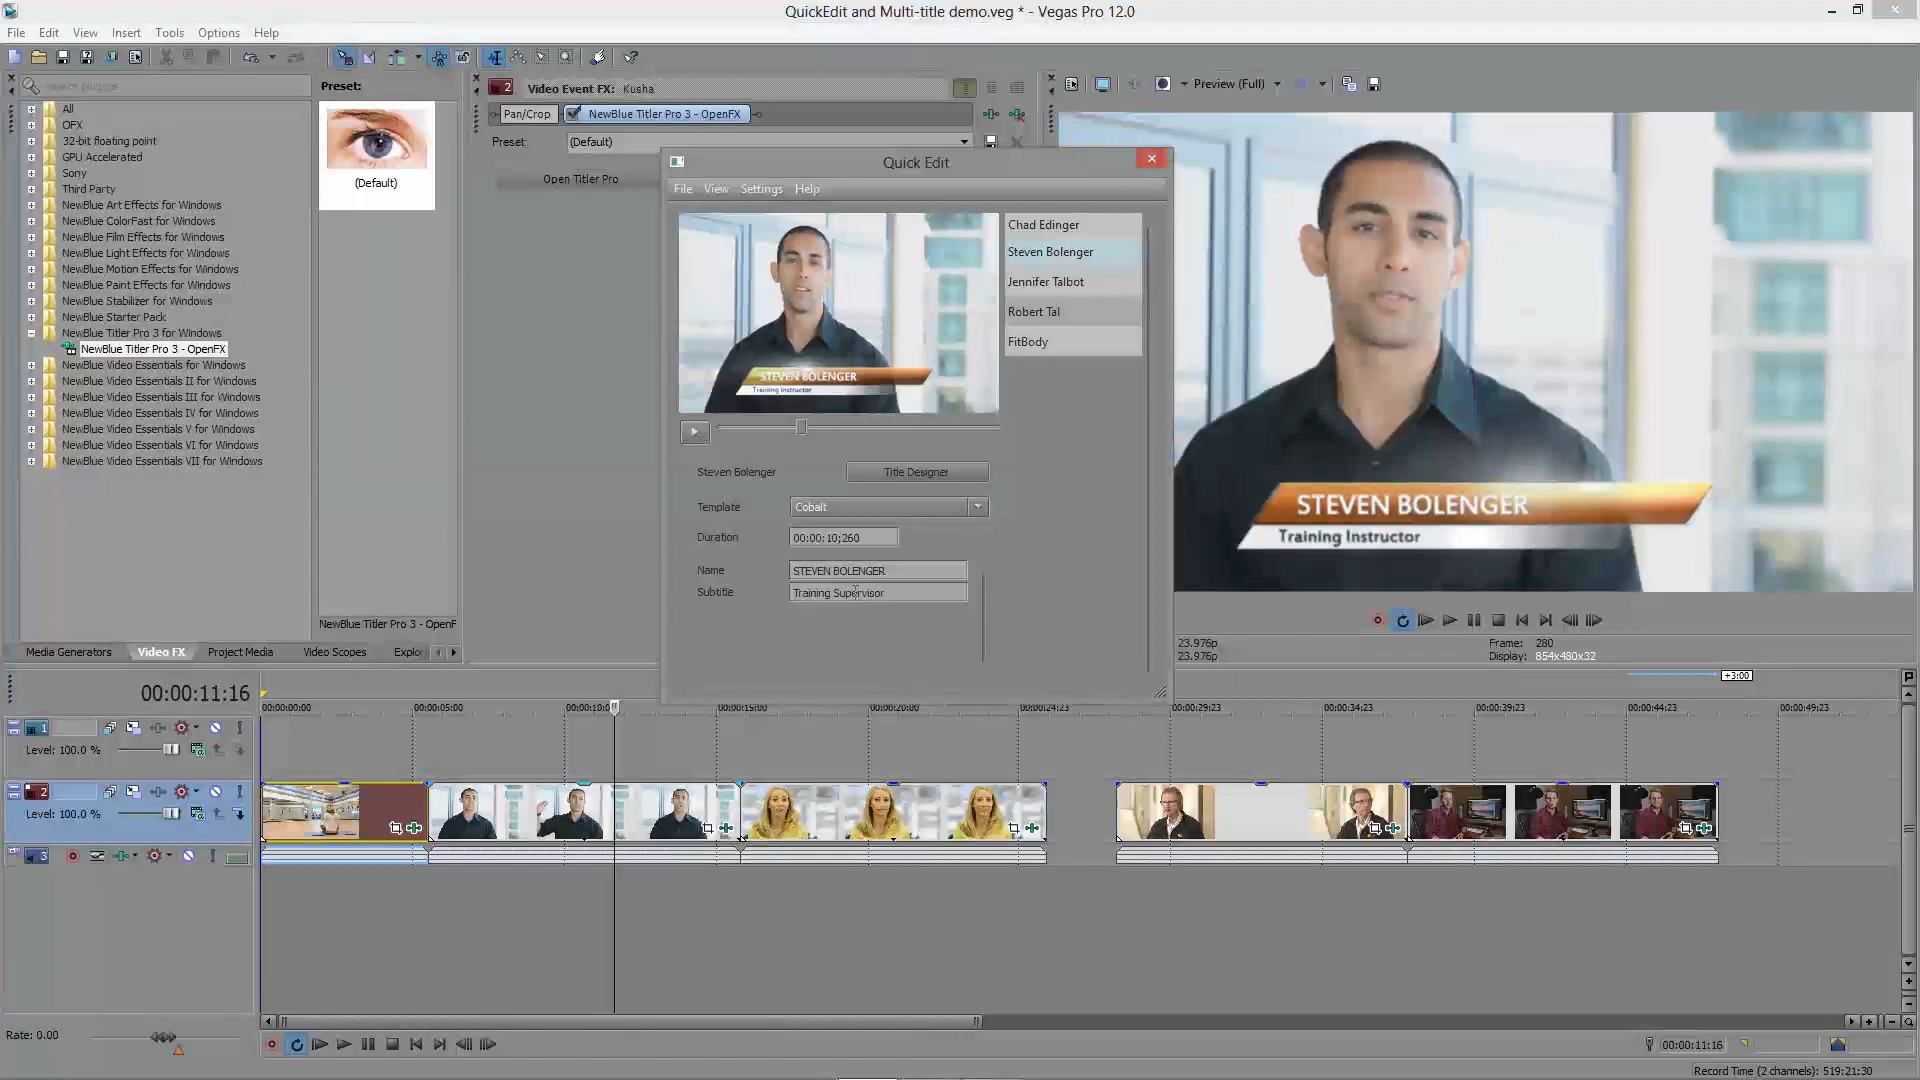 QuickEdit and Multi-title demo.veg * - Vegas Pro 12.0
File Edit View Insert Tools Options Help
Search plug-ins
All
OFX
32-bit floating point
GPU Accelerated
Sony
Third Party
NewBlue Art Effects for Windows
NewBlue ColorFast for Windows
NewBlue Film Effects for Windows
NewBlue Light Effects for Windows
NewBlue Motion Effects for Windows
NewBlue Paint Effects for Windows
NewBlue Stabilizer for Windows
NewBlue Starter Pack
NewBlue Titler Pro 3 for Windows
NewBlue Titler Pro 3 - OpenFX
NewBlue Video Essentials for Windows
NewBlue Video Essentials II for Windows
NewBlue Video Essentials III for Windows
NewBlue Video Essentials IV for Windows
NewBlue Video Essentials V for Windows
NewBlue Video Essentials VI for Windows
NewBlue Video Essentials VII for Windows
Preset:
(Default)
NewBlue Titler Pro 3 - OpenF
Media Generators Video FX Project Media Video Scopes Explo
2 Video Event FX: Kusha
Pan/Crop NewBlue Titler Pro 3 - OpenFX
Preset: (Default)
Open Titler Pro
Quick Edit
File View Settings Help
STEVEN BOLENGER
Training Instructor
Chad Edinger
Steven Bolenger
Jennifer Talbot
Robert Tal
FitBody
Steven Bolenger Title Designer
Template Cobalt
Duration 00:00:10;260
Name STEVEN BOLENGER
Subtitle Training Supervisor
Preview (Full)
STEVEN BOLENGER
Training Instructor
23.976p Frame: 280
23.976p Display: 854x480x32
00:00:11:16
+3:00
00:00:00:00 00:00:05:00 00:00:10:0 00:00:15:00 00:00:20:00 00:00:24:23 00:00:29:23 00:00:34:23 00:00:39:23 00:00:44:23 00:00:49:23
1
Level: 100.0 %
2
Level: 100.0 %
3
Rate: 0.00
00:00:11:16
Record Time (2 channels): 519:21:30